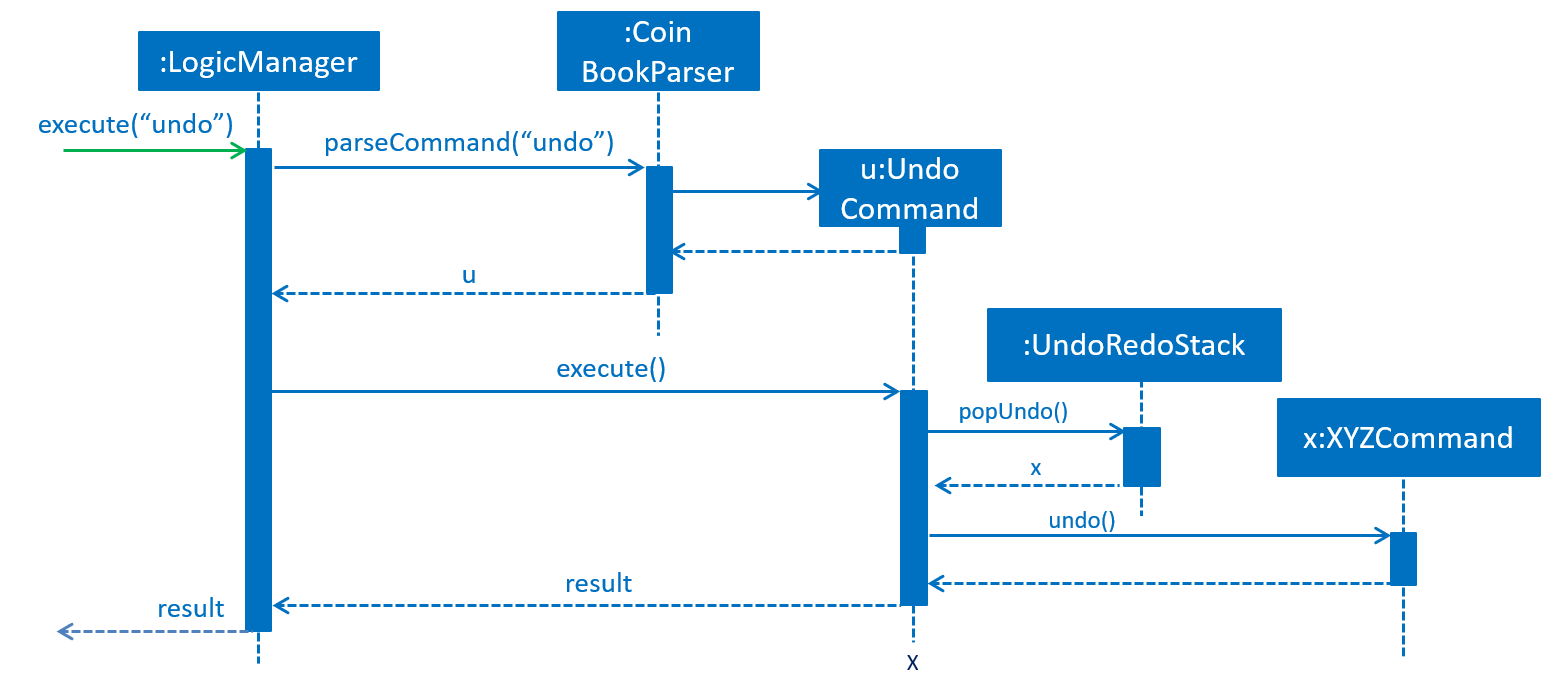 :LogicManager
:Coin
BookParser
execute(“undo”)
parseCommand(“undo”)
u:Undo
Command
u
:UndoRedoStack
execute()
popUndo()
x:XYZCommand
x
undo()
result
result
X